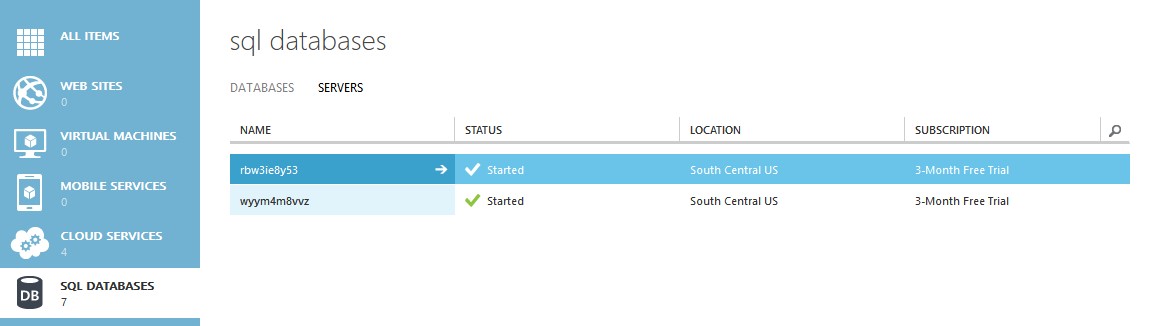 ALL ITEMS
WEB SITES
0
VIRTUAL MACHINES
0
MOBILE SERVICES
0
CLOUD SERVICES
4
DB
SQL DATABASES
7
sql databases
DATABASES SERVERS
NAME STATUS LOCATION SUBSCRIPTION
rbw3ie8y53 Started South Central US 3-Month Free Trial
wyym4m8vvz Started South Central US 3-Month Free Trial